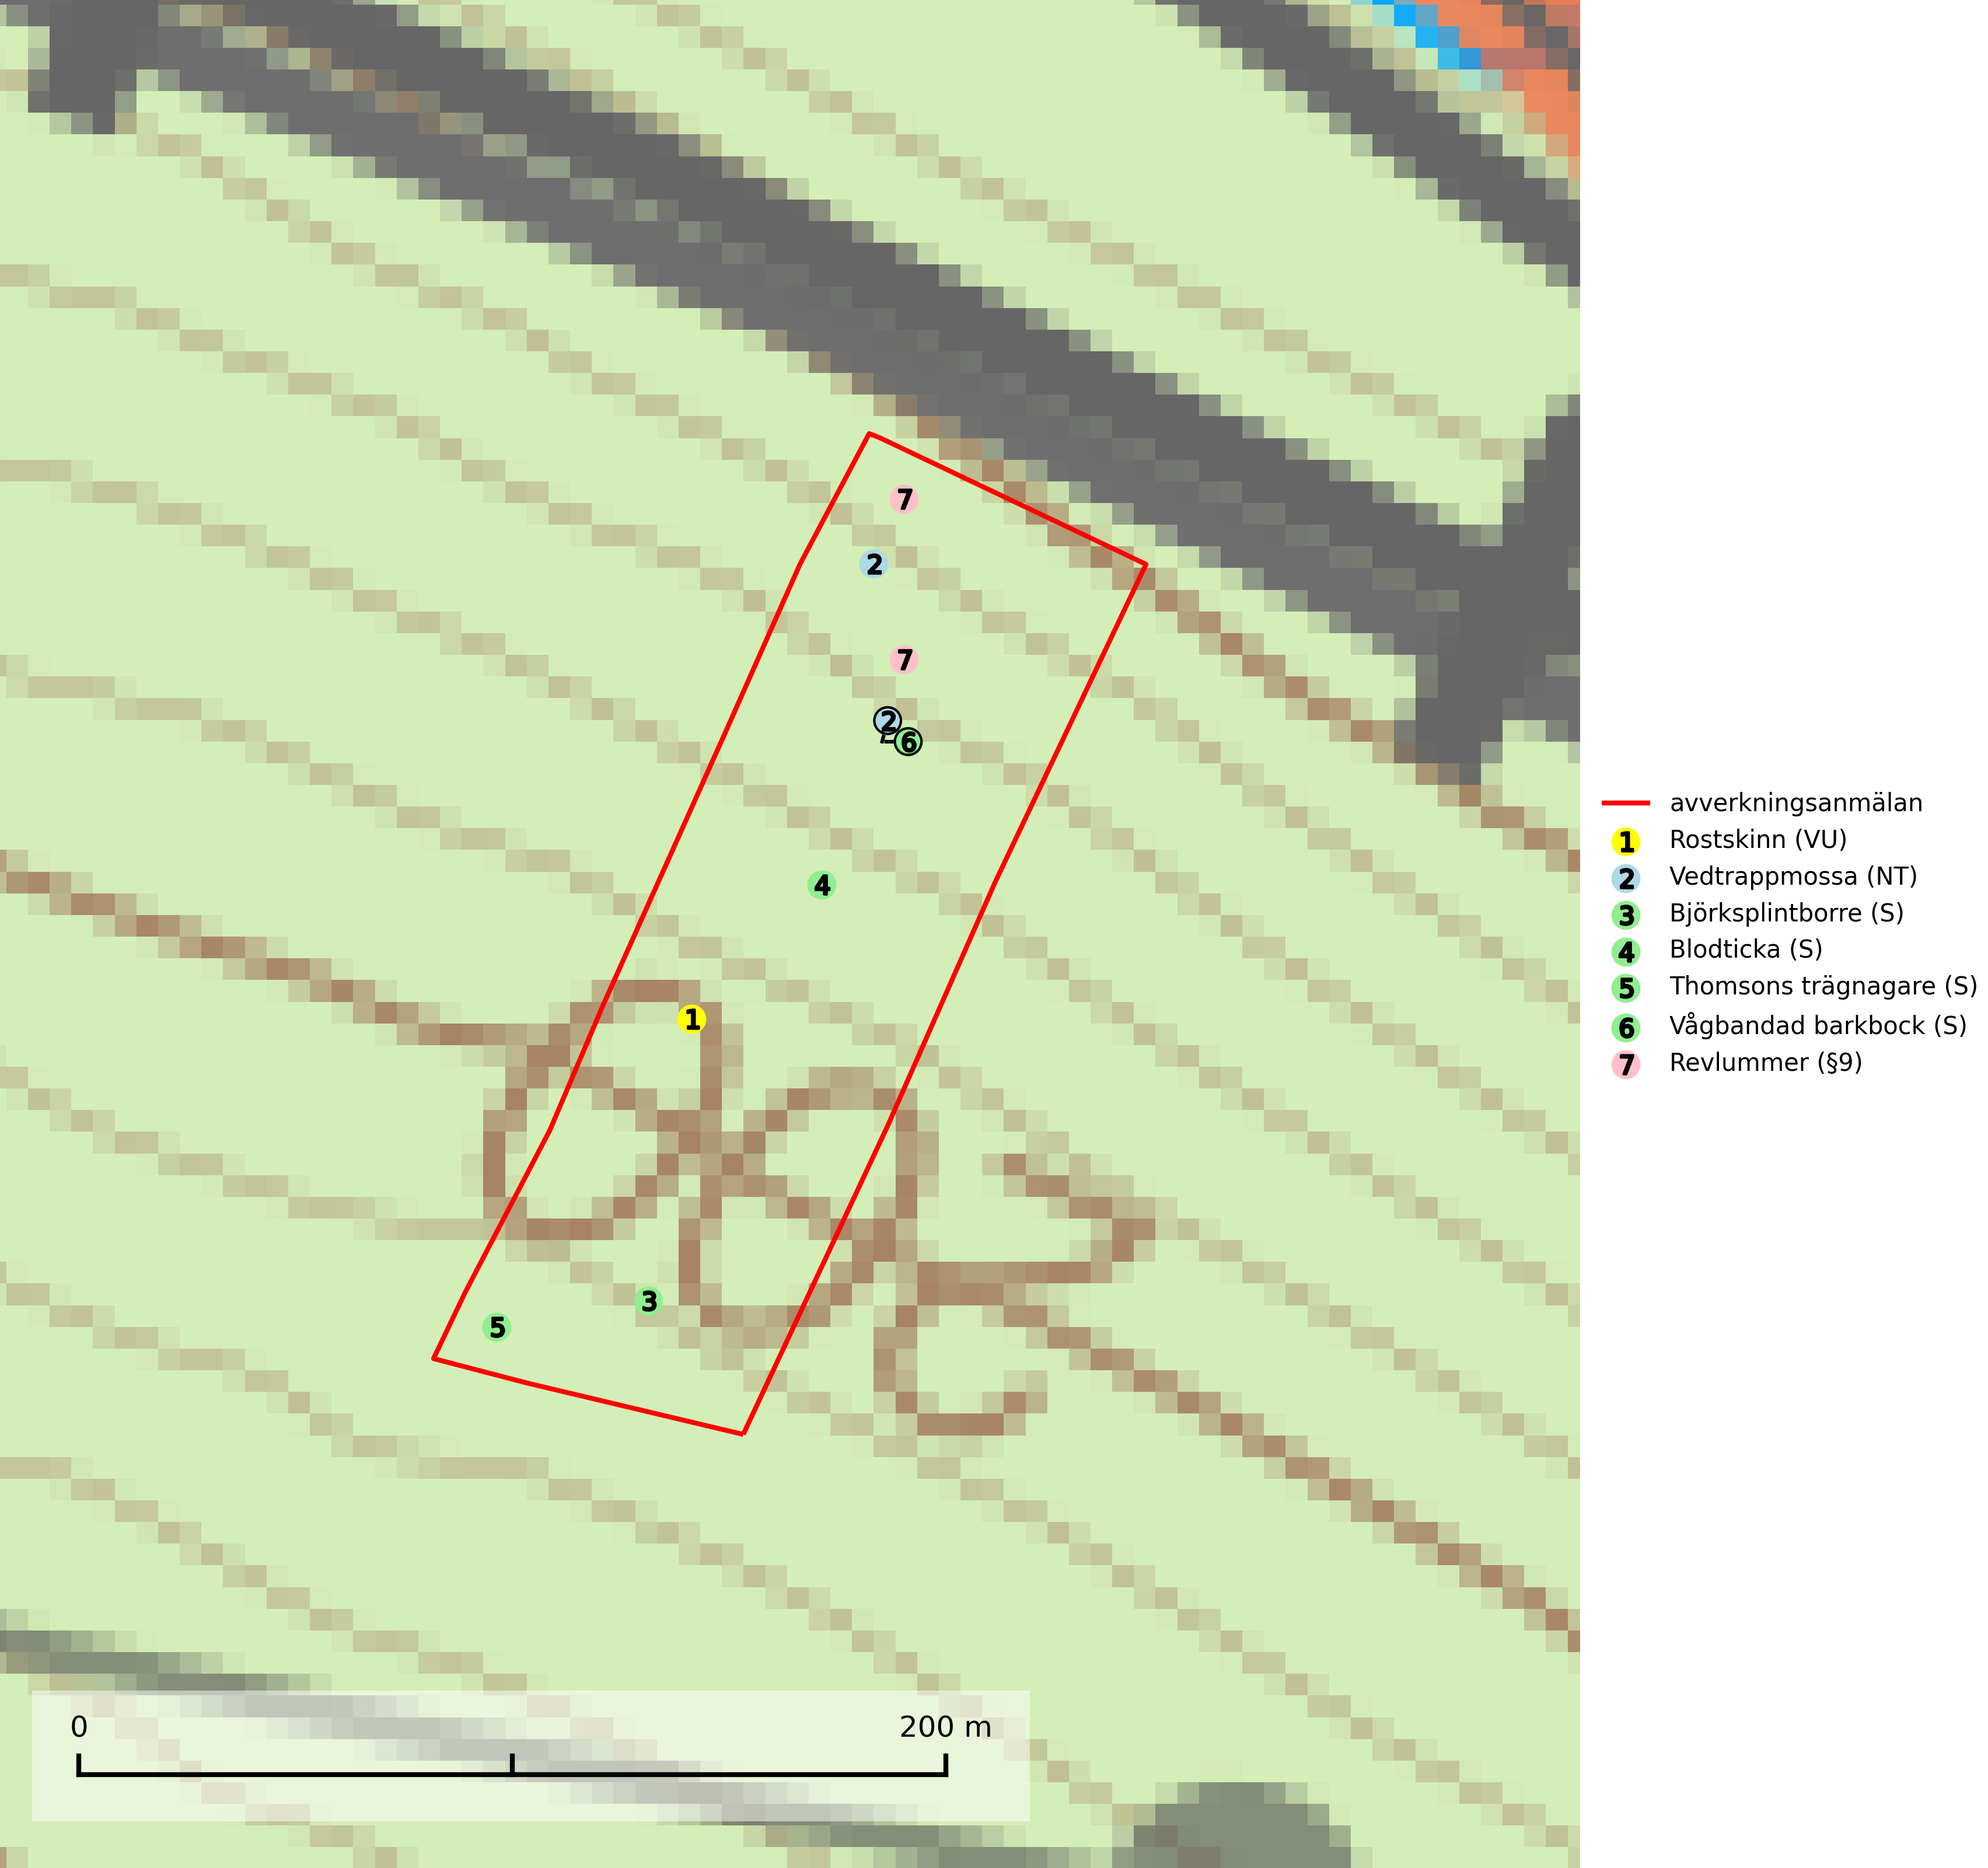 7
2
7
2
6
4
1
3
5
0 200 m
avverkningsanmälan
1 Rostskinn (VU)
2 Vedtrappmossa (NT)
3 Björksplintborre (S)
4 Blodticka (S)
5 Thomsons trägnagare (S)
6 Vågbandad barkbock (S)
7 Revlummer (§9)